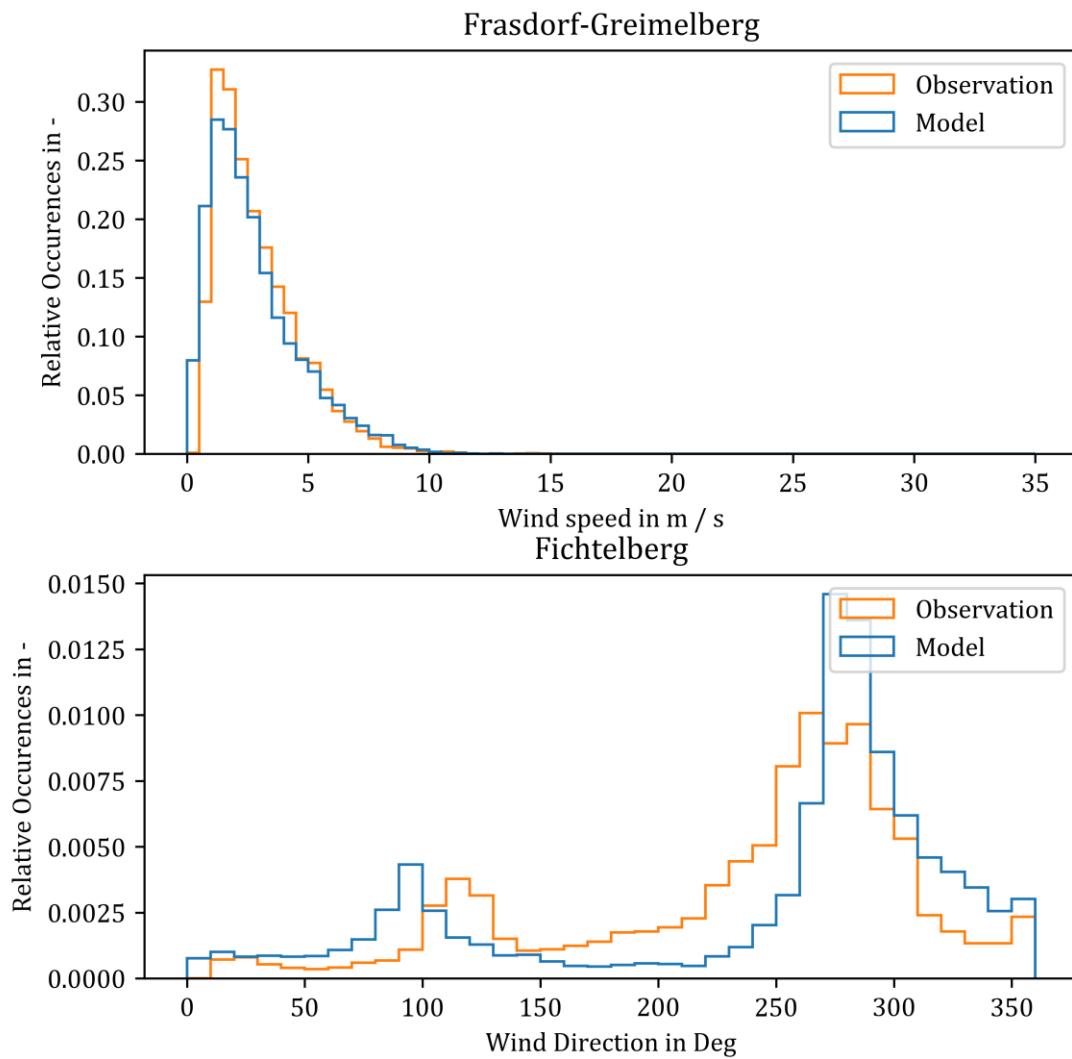 Frasdorf-Greimelberg
Relative Occurences in -
0.30
0.25
0.20
0.15
0.10
0.05
0.00
Observation
Model
0 5 10 15 20 25 30 35
Wind speed in m / s
Fichtelberg
Relative Occurences in -
0.0150
0.0125
0.0100
0.0075
0.0050
0.0025
0.0000
Observation
Model
0 50 100 150 200 250 300 350
Wind Direction in Deg